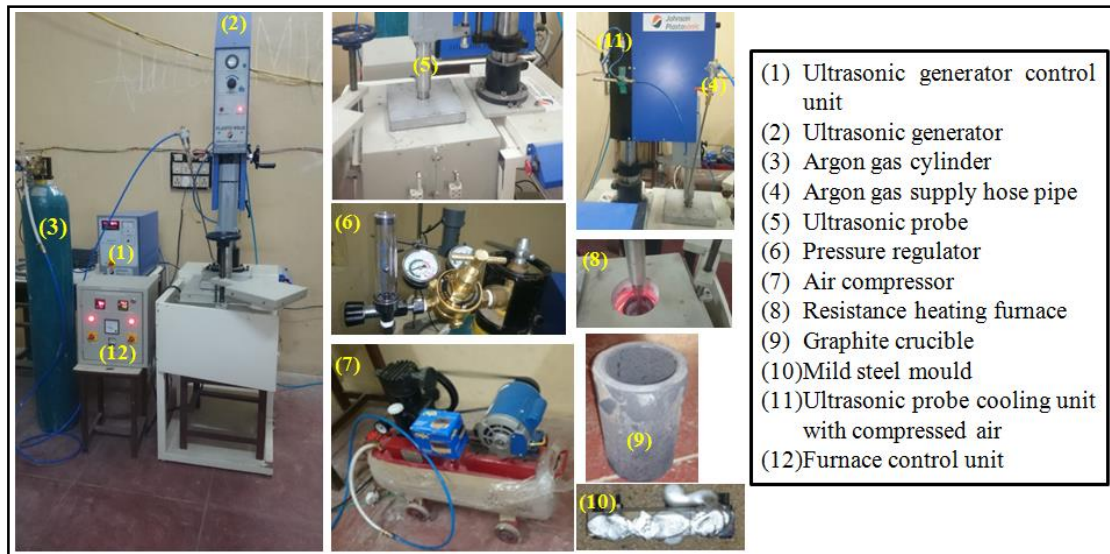 (2)
(3)
(1)
(12)
(5)
(6)
(7)
Johnson
Plastosonic
(11)
(4)
(8)
(9)
(10)
(1) Ultrasonic generator control
unit
(2) Ultrasonic generator
(3) Argon gas cylinder
(4) Argon gas supply hose pipe
(5) Ultrasonic probe
(6) Pressure regulator
(7) Air compressor
(8) Resistance heating furnace
(9) Graphite crucible
(10)Mild steel mould
(11)Ultrasonic probe cooling unit
with compressed air
(12)Furnace control unit